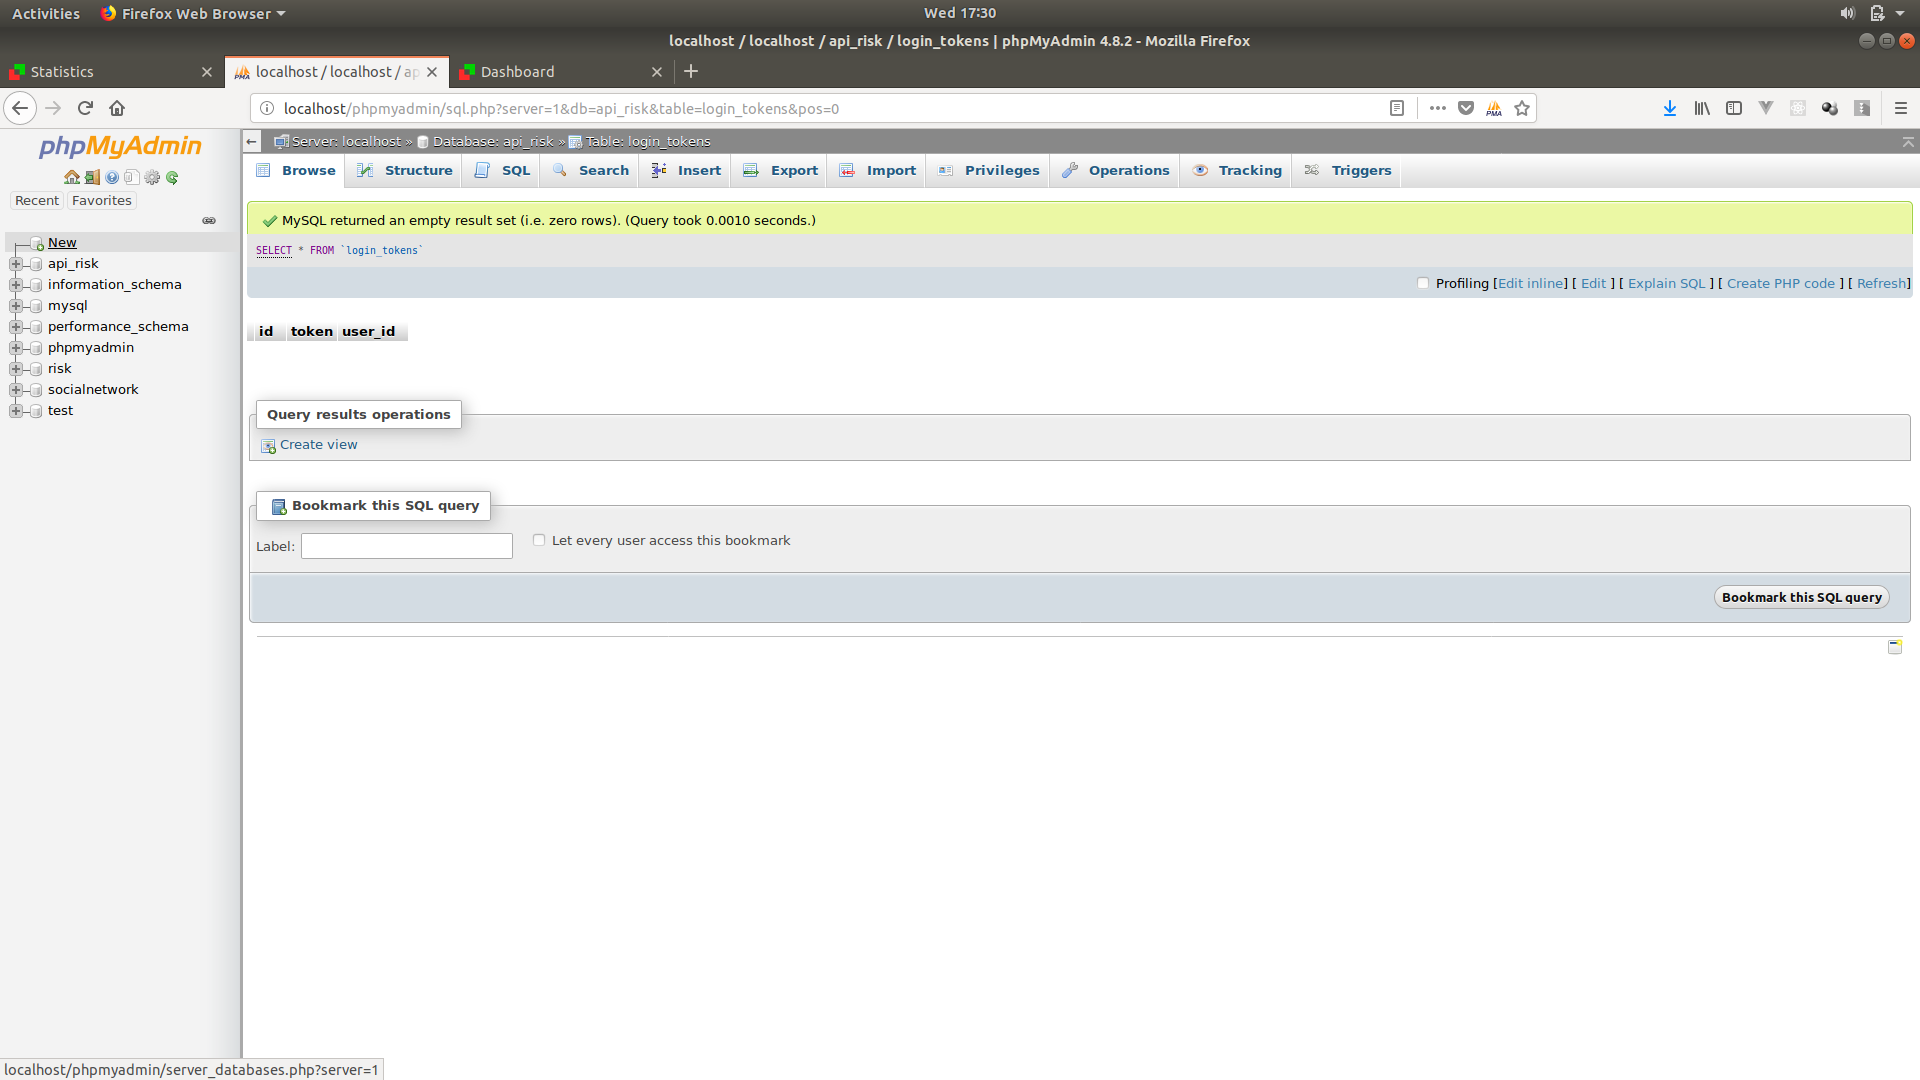 Activities Firefox Web Browser Wed 17:30
localhost / localhost / api_risk / login_tokens | phpMyAdmin 4.8.2 - Mozilla Firefox
Statistics localhost / localhost / ap Dashboard
localhost/phpmyadmin/sql.php?server=1&db=api_risk&table=login_tokens&pos=0 PMA
phpMyAdmin
Recent Favorites
New
api_risk
information_schema
mysql
performance_schema
phpmyadmin
risk
socialnetwork
test
Server: localhost » Database: api_risk » Table: login_tokens
Browse Structure SQL Search Insert Export Import Privileges Operations Tracking Triggers
MySQL returned an empty result set (i.e. zero rows). (Query took 0.0010 seconds.)
SELECT * FROM `login_tokens`
Profiling [Edit inline] [ Edit ] [ Explain SQL ] [ Create PHP code ] [ Refresh]
id token user_id
Query results operations
Create view
Bookmark this SQL query
Label: Let every user access this bookmark
Bookmark this SQL query
localhost/phpmyadmin/server_databases.php?server=1